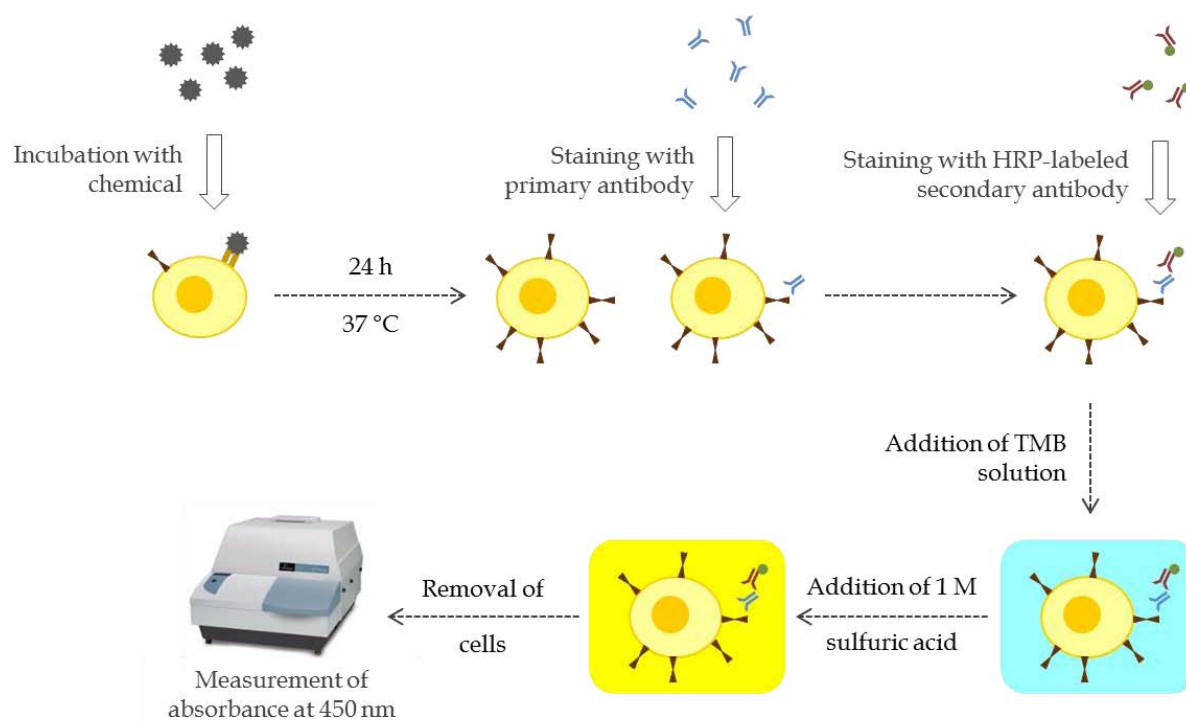 Incubation with
chemical
Staining with
primary antibody
Staining with HRP-labeled
secondary antibody
24 h
37 °C
Addition of TMB
solution
Addition of 1 M
sulfuric acid
Removal of
cells
Measurement of
absorbance at 450 nm